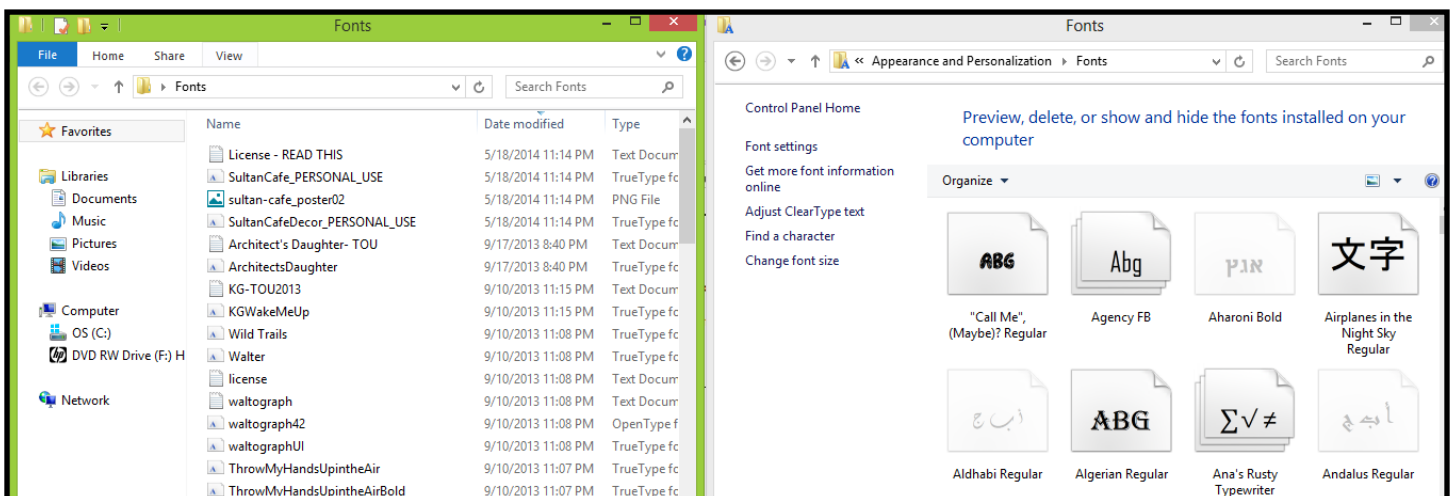 Fonts
File Home Share View
Fonts
Search Fonts
Favorites
Libraries
Documents
Music
Pictures
Videos
Computer
OS (C:)
DVD RW Drive (F:) H
Network
Name Date modified Type
License - READ THIS 5/18/2014 11:14 PM Text Docum
SultanCafe_PERSONAL_USE 5/18/2014 11:14 PM TrueType fc
sultan-cafe_poster02 5/18/2014 11:14 PM PNG File
SultanCafeDecor_PERSONAL_USE 5/18/2014 11:14 PM TrueType fc
Architect's Daughter- TOU 9/17/2013 8:40 PM Text Docum
ArchitectsDaughter 9/17/2013 8:40 PM TrueType fc
KG-TOU2013 9/10/2013 11:15 PM Text Docum
KGWakeMeUp 9/10/2013 11:15 PM TrueType fc
Wild Trails 9/10/2013 11:08 PM TrueType fc
Walter 9/10/2013 11:08 PM TrueType fc
license 9/10/2013 11:08 PM Text Docum
waltograph 9/10/2013 11:08 PM Text Docum
waltograph42 9/10/2013 11:08 PM OpenType f
waltographUI 9/10/2013 11:08 PM TrueType fc
ThrowMyHandsUpintheAir 9/10/2013 11:07 PM TrueType fc
ThrowMyHandsUpintheAirBold 9/10/2013 11:07 PM TrueType fc
Fonts
« Appearance and Personalization Fonts
Search Fonts
Control Panel Home
Font settings
Get more font information
online
Adjust ClearType text
Find a character
Change font size
Preview, delete, or show and hide the fonts installed on your
computer
Organize
ABG Abg אנץ 文字
"Call Me",
(Maybe)? Regular
Agency FB
Aharoni Bold
Airplanes in the
Night Sky
Regular
أ ب ج ABG ∑√≠ أ ب ج
Aldhabi Regular
Algerian Regular
Ana's Rusty
Typewriter
Andalus Regular